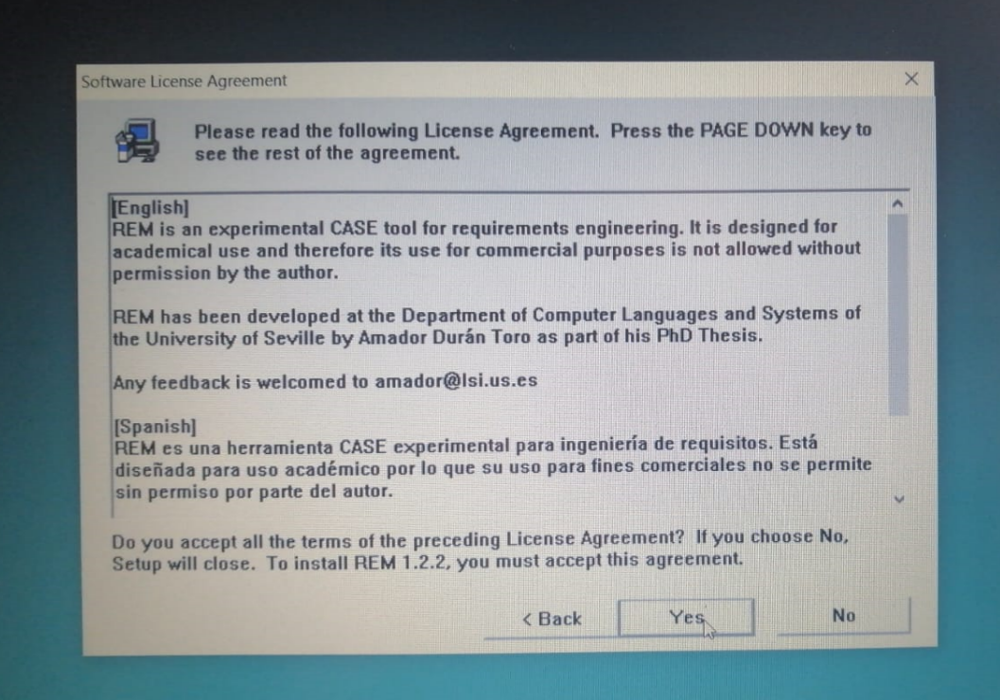 Software License Agreement
Please read the following License Agreement. Press the PAGE DOWN key to
see the rest of the agreement.
[English]
REM is an experimental CASE tool for requirements engineering. It is designed for
academical use and therefore its use for commercial purposes is not allowed without
permission by the author.
REM has been developed at the Department of Computer Languages and Systems of
the University of Seville by Amador Durán Toro as part of his PhD Thesis.
Any feedback is welcomed to amador@lsi.us.es
[Spanish]
REM es una herramienta CASE experimental para ingeniería de requisitos. Está
diseñada para uso académico por lo que su uso para fines comerciales no se permite
sin permiso por parte del autor.
Do you accept all the terms of the preceding License Agreement? If you choose No,
Setup will close. To install REM 1.2.2, you must accept this agreement.
< Back Yes No